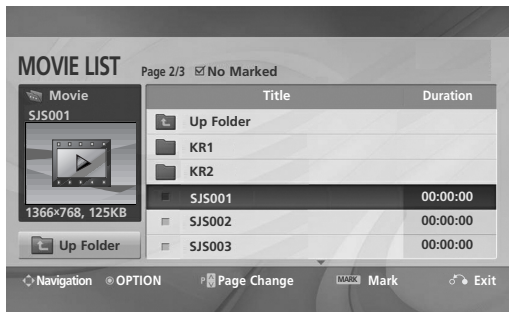 MOVIE LIST Page 2/3 No Marked
Movie
SJS001
1366×768, 125KB
Up Folder
Title Duration
Up Folder
KR1
KR2
SJS001 00:00:00
SJS002 00:00:00
SJS003 00:00:00
Navigation OPTION P Page Change MARK Mark Exit